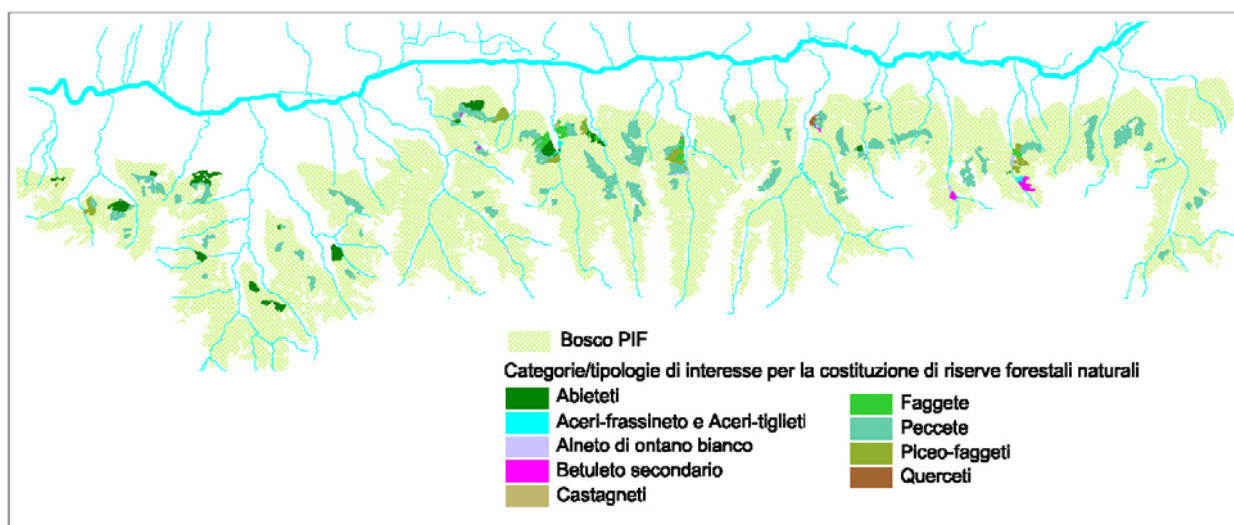 Bosco PIF
Categorie/tipologie di interesse per la costituzione di riserve forestali naturali
Abieteti
Aceri-frassineto e Aceri-tiglieti
Alneto di ontano bianco
Betuleto secondario
Castagneti
Faggete
Peccete
Piceo-faggeti
Querceti